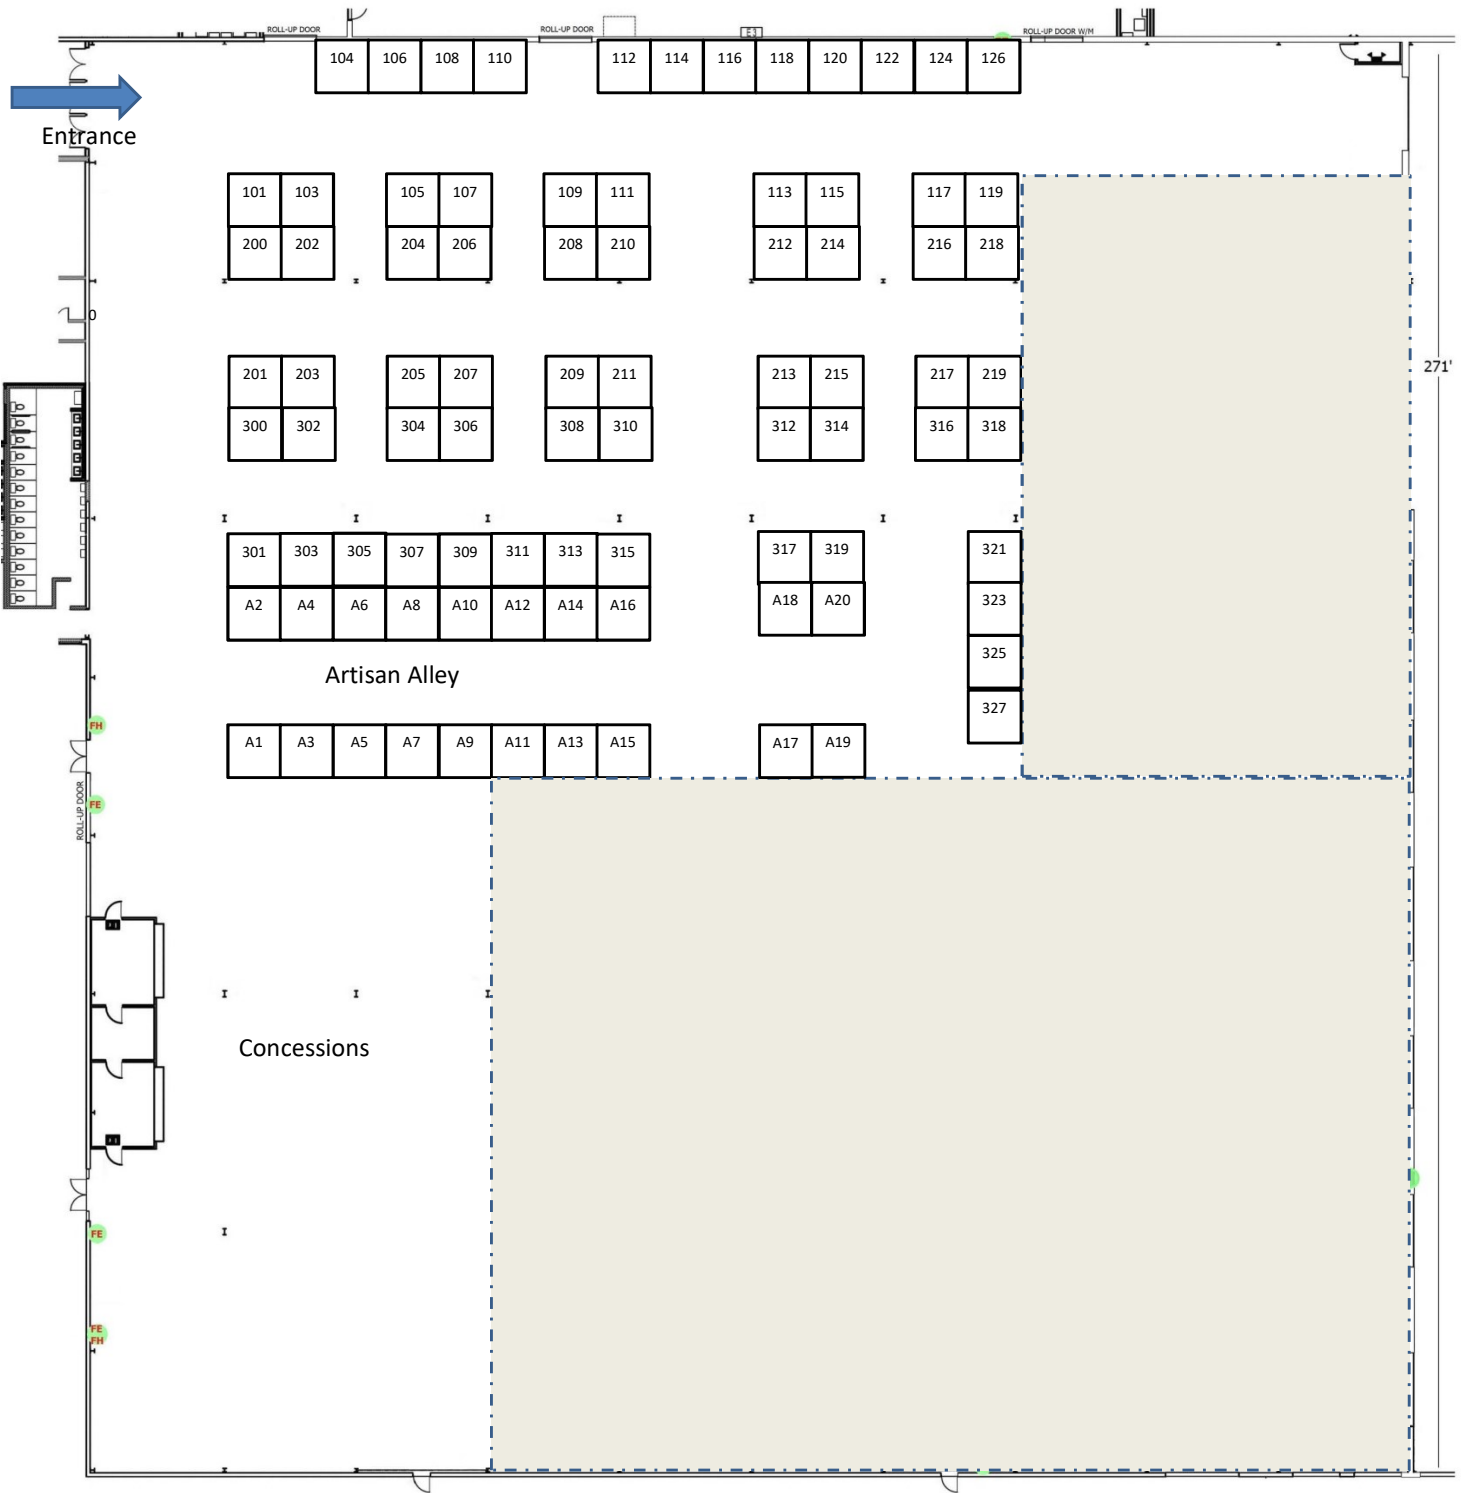 ROLL-UP DOOR
ROLL-UP DOOR
ROLL-UP DOOR W/M
104 106 108 110 112 114 116 118 120 122 124 126
Entrance
101 103 105 107 109 111 113 115 117 119
200 202 204 206 208 210 212 214 216 218
0
271'
201 203 205 207 209 211 213 215 217 219
300 302 304 306 308 310 312 314 316 318
301 303 305 307 309 311 313 315 317 319 321
A2 A4 A6 A8 A10 A12 A14 A16 A18 A20 323
325
Artisan Alley
327
FH
A1 A3 A5 A7 A9 A11 A13 A15 A17 A19
FE
ROLL-UP DOOR
Concessions
FE
FE
FH